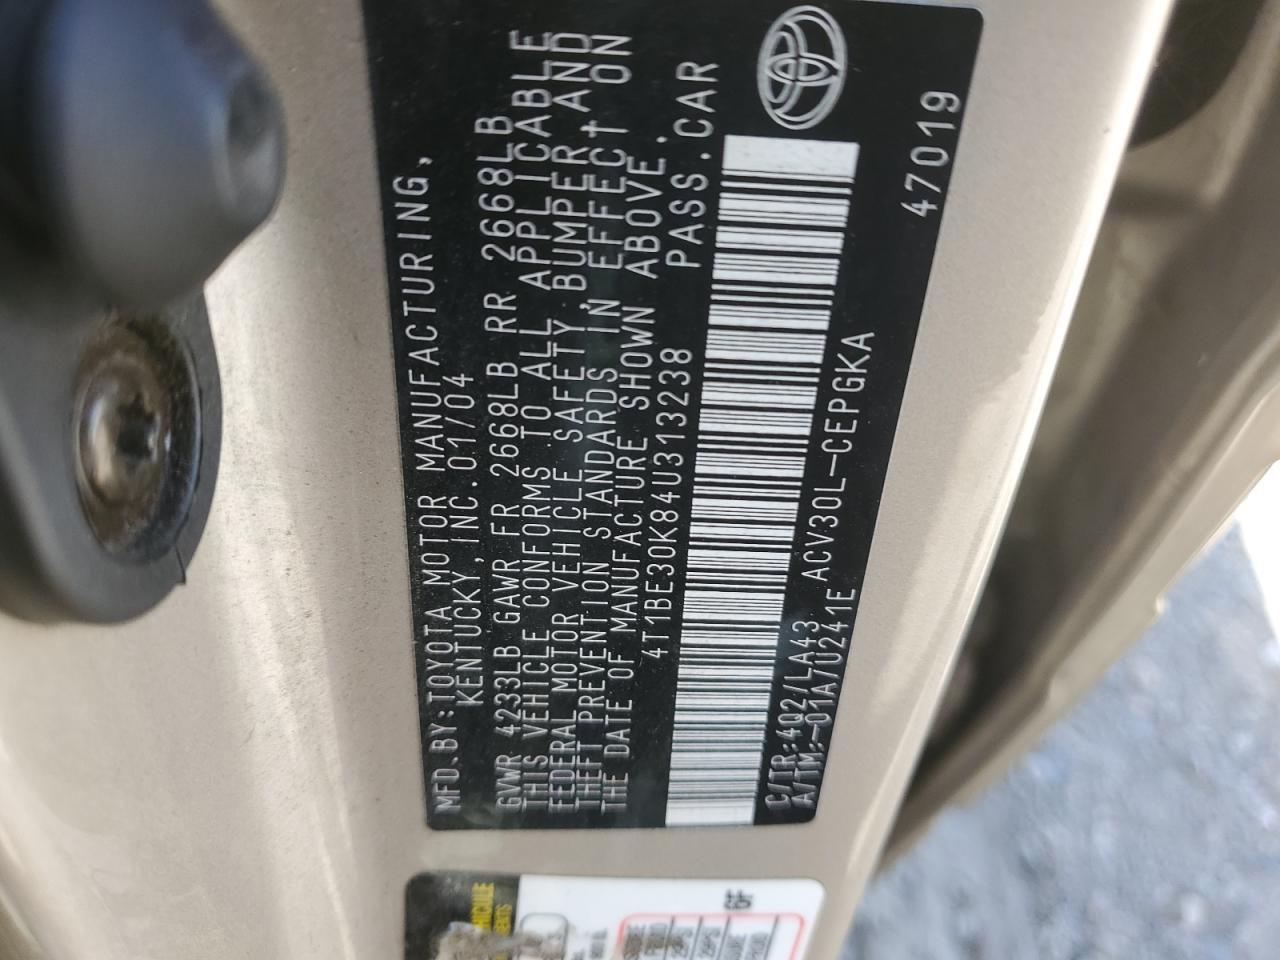 MFD.BY:TOYOTA MOTOR MANUFACTURING,
KENTUCKY,INC.01/04
GVWR 4233LB GAWR FR 2668LB RR 2668LB
THIS VEHICLE CONFORMS TO ALL APPLICABLE
FEDERAL MOTOR VEHICLE SAFETY,BUMPER,AND
THEFT PREVENTION STANDARDS IN EFFECT ON
THE DATE OF MANUFACTURE SHOWN ABOVE.
4T1BE30K84U313238 PASS.CAR
C/TR:4Q2/LA43 ACV30L-CEPGKA
A/TM:-01A/U241E
47019
GF